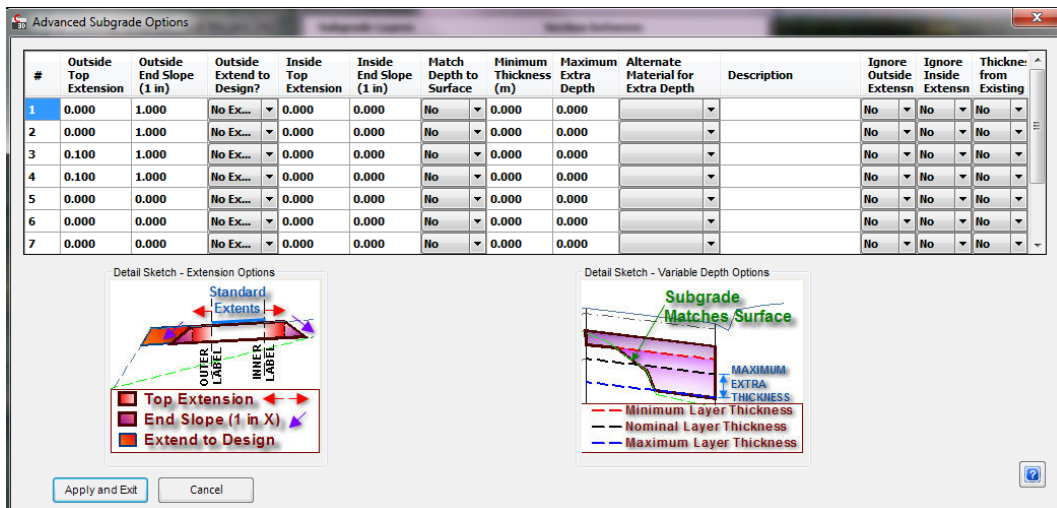 Advanced Subgrade Options
# Outside Top Extension Outside End Slope (1 in) Outside Extend to Design? Inside Top Extension Inside End Slope (1 in) Match Depth to Surface Minimum Thickness (m) Maximum Extra Depth Alternate Material for Extra Depth Description Ignore Outside Extensn Ignore Inside Extensn Thicknes from Existing
1 0.000 1.000 No Ex... 0.000 0.000 No 0.000 0.000 No No No
2 0.000 1.000 No Ex... 0.000 0.000 No 0.000 0.000 No No No
3 0.100 1.000 No Ex... 0.000 0.000 No 0.000 0.000 No No No
4 0.100 1.000 No Ex... 0.000 0.000 No 0.000 0.000 No No No
5 0.000 0.000 No Ex... 0.000 0.000 No 0.000 0.000 No No No
6 0.000 0.000 No Ex... 0.000 0.000 No 0.000 0.000 No No No
7 0.000 0.000 No Ex... 0.000 0.000 No 0.000 0.000 No No No
Detail Sketch - Extension Options
Standard
Extents
OUTER
LABEL
INNER
LABEL
Top Extension
End Slope (1 in X)
Extend to Design
Detail Sketch - Variable Depth Options
Subgrade
Matches Surface
MAXIMUM
EXTRA
THICKNESS
Minimum Layer Thickness
Nominal Layer Thickness
Maximum Layer Thickness
Apply and Exit
Cancel